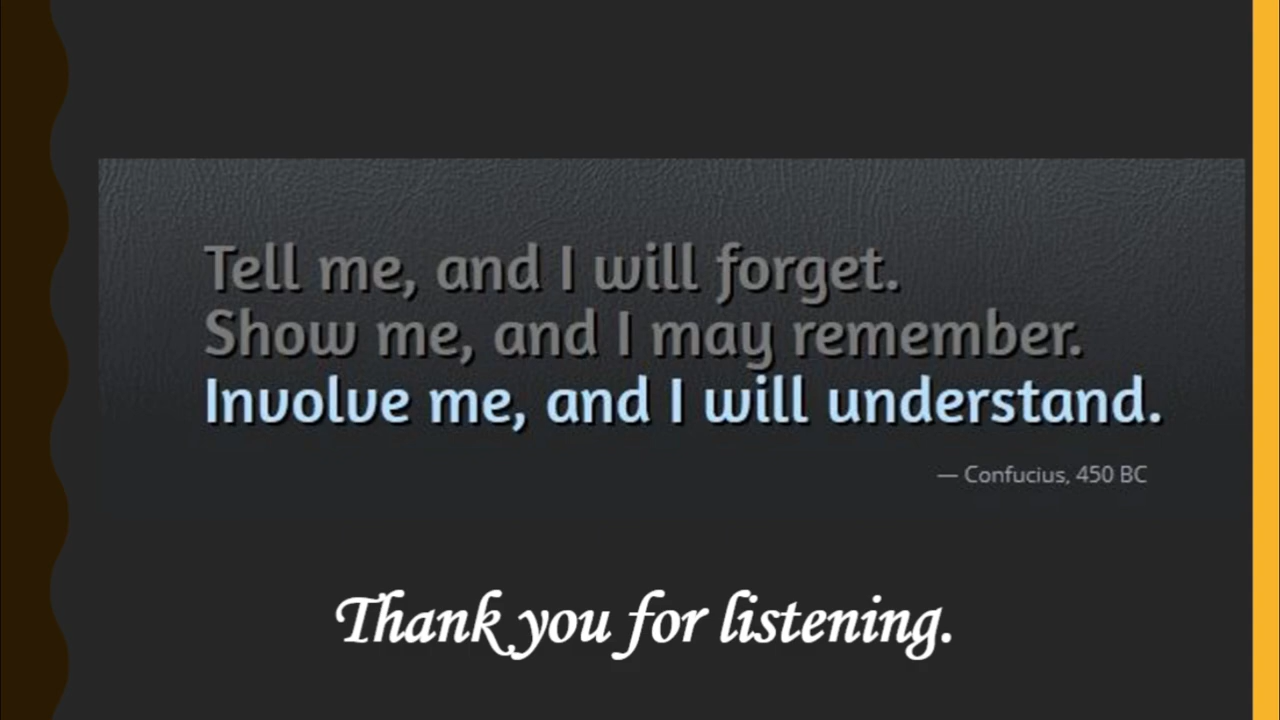 Tell me, and I will forget.
Show me, and I may remember.
Involve me, and I will understand.
— Confucius, 450 BC
Thank you for listening.